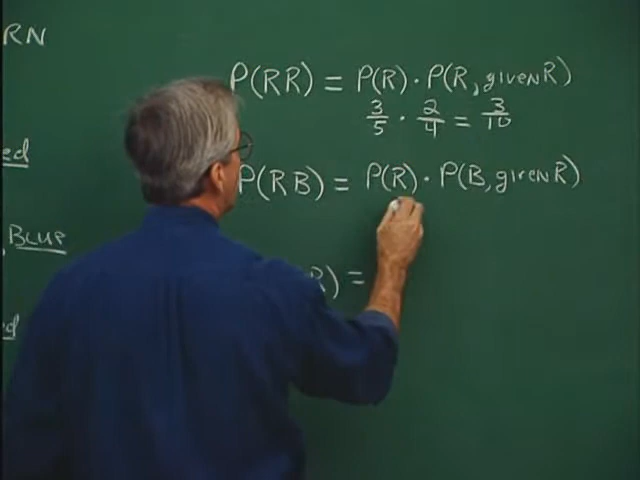 RN
P(RR) = P(R) · P(R, given R)
3/5 · 2/4 = 3/10
ed
P(RB) = P(R) · P(B, given R)
Blue
R) =
ed